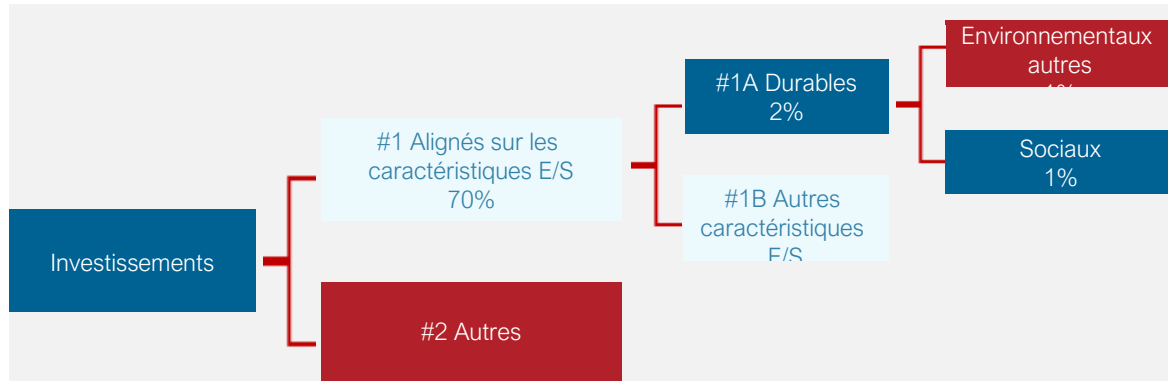 Investissements
#1 Alignés sur les
caractéristiques E/S
70%
#2 Autres
#1A Durables
2%
#1B Autres
caractéristiques
E/S
Environnementaux
autres
Sociaux
1%